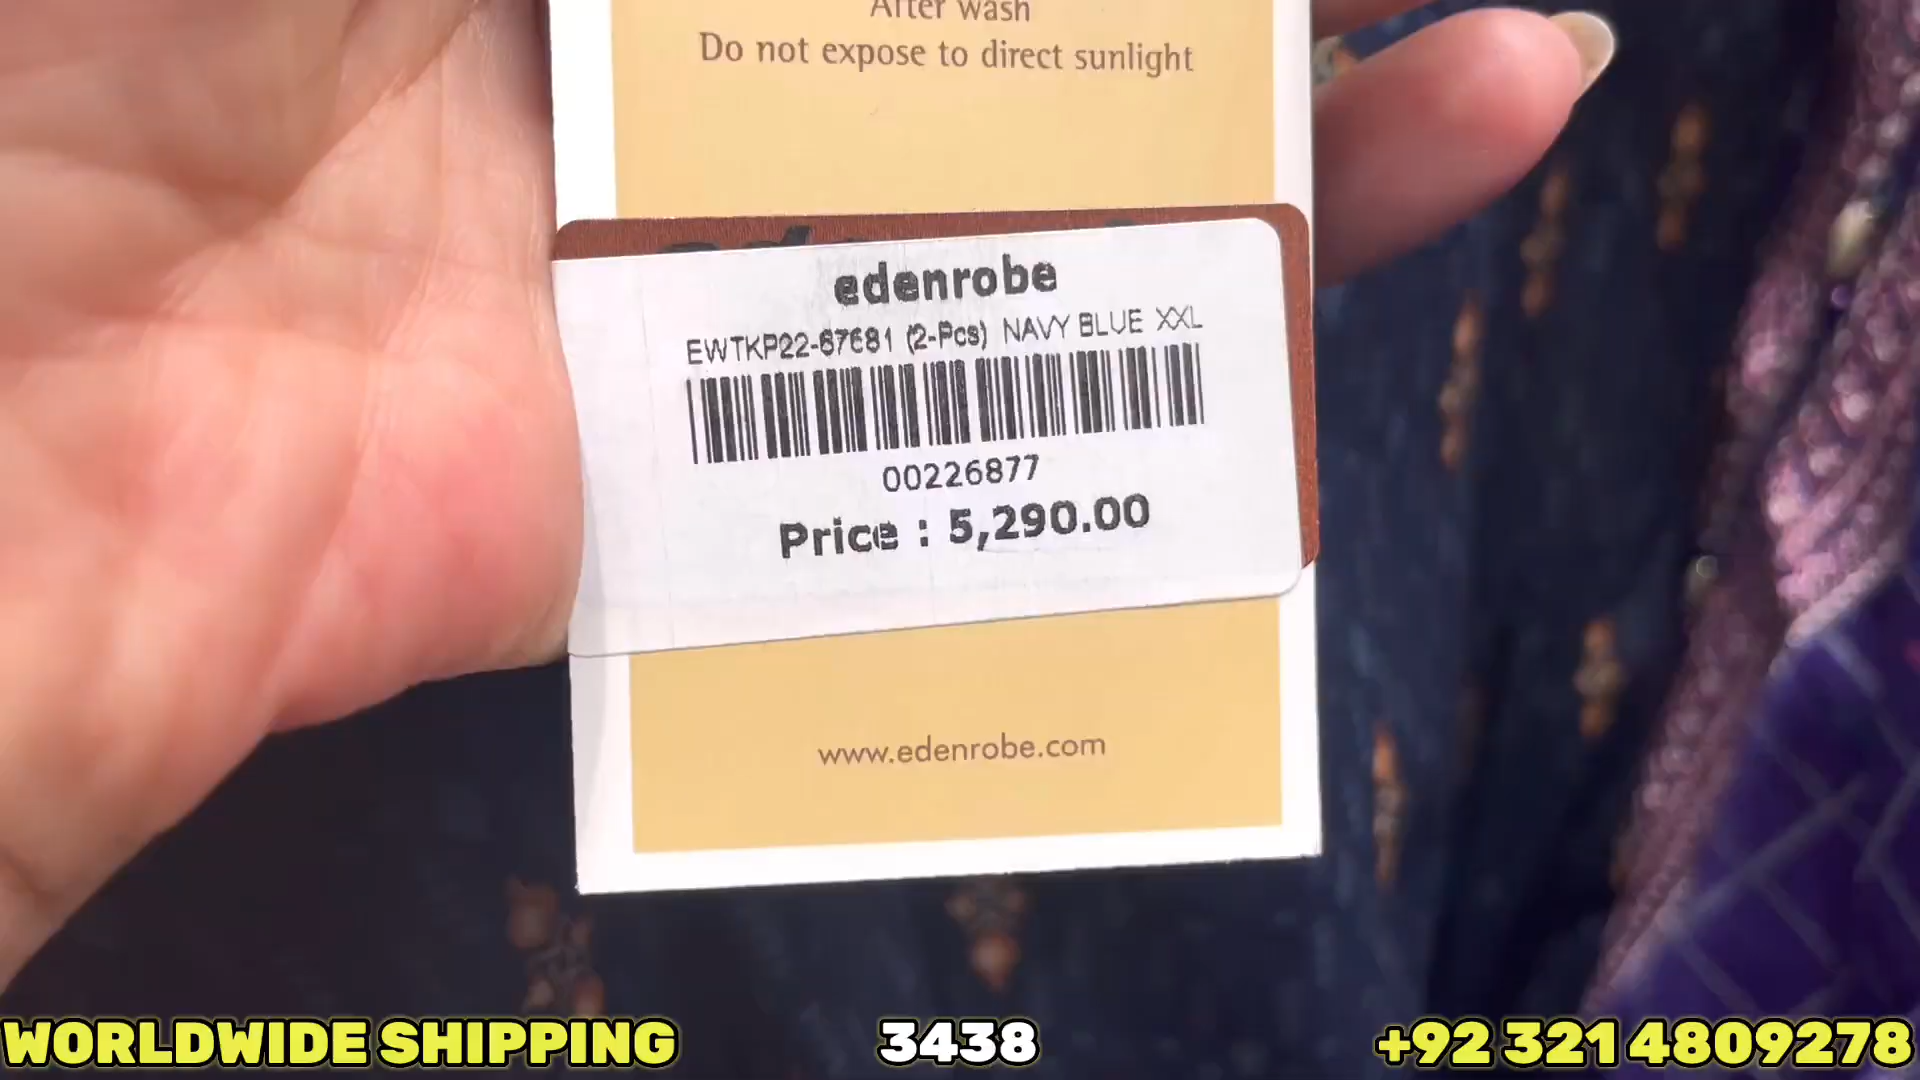 After wash
Do not expose to direct sunlight
edenrobe
EWTKP22-67681 (2-Pcs) NAVY BLUE XXL
00226877
Price : 5,290.00
www.edenrobe.com
WORLDWIDE SHIPPING
3438
+92 321 4809278